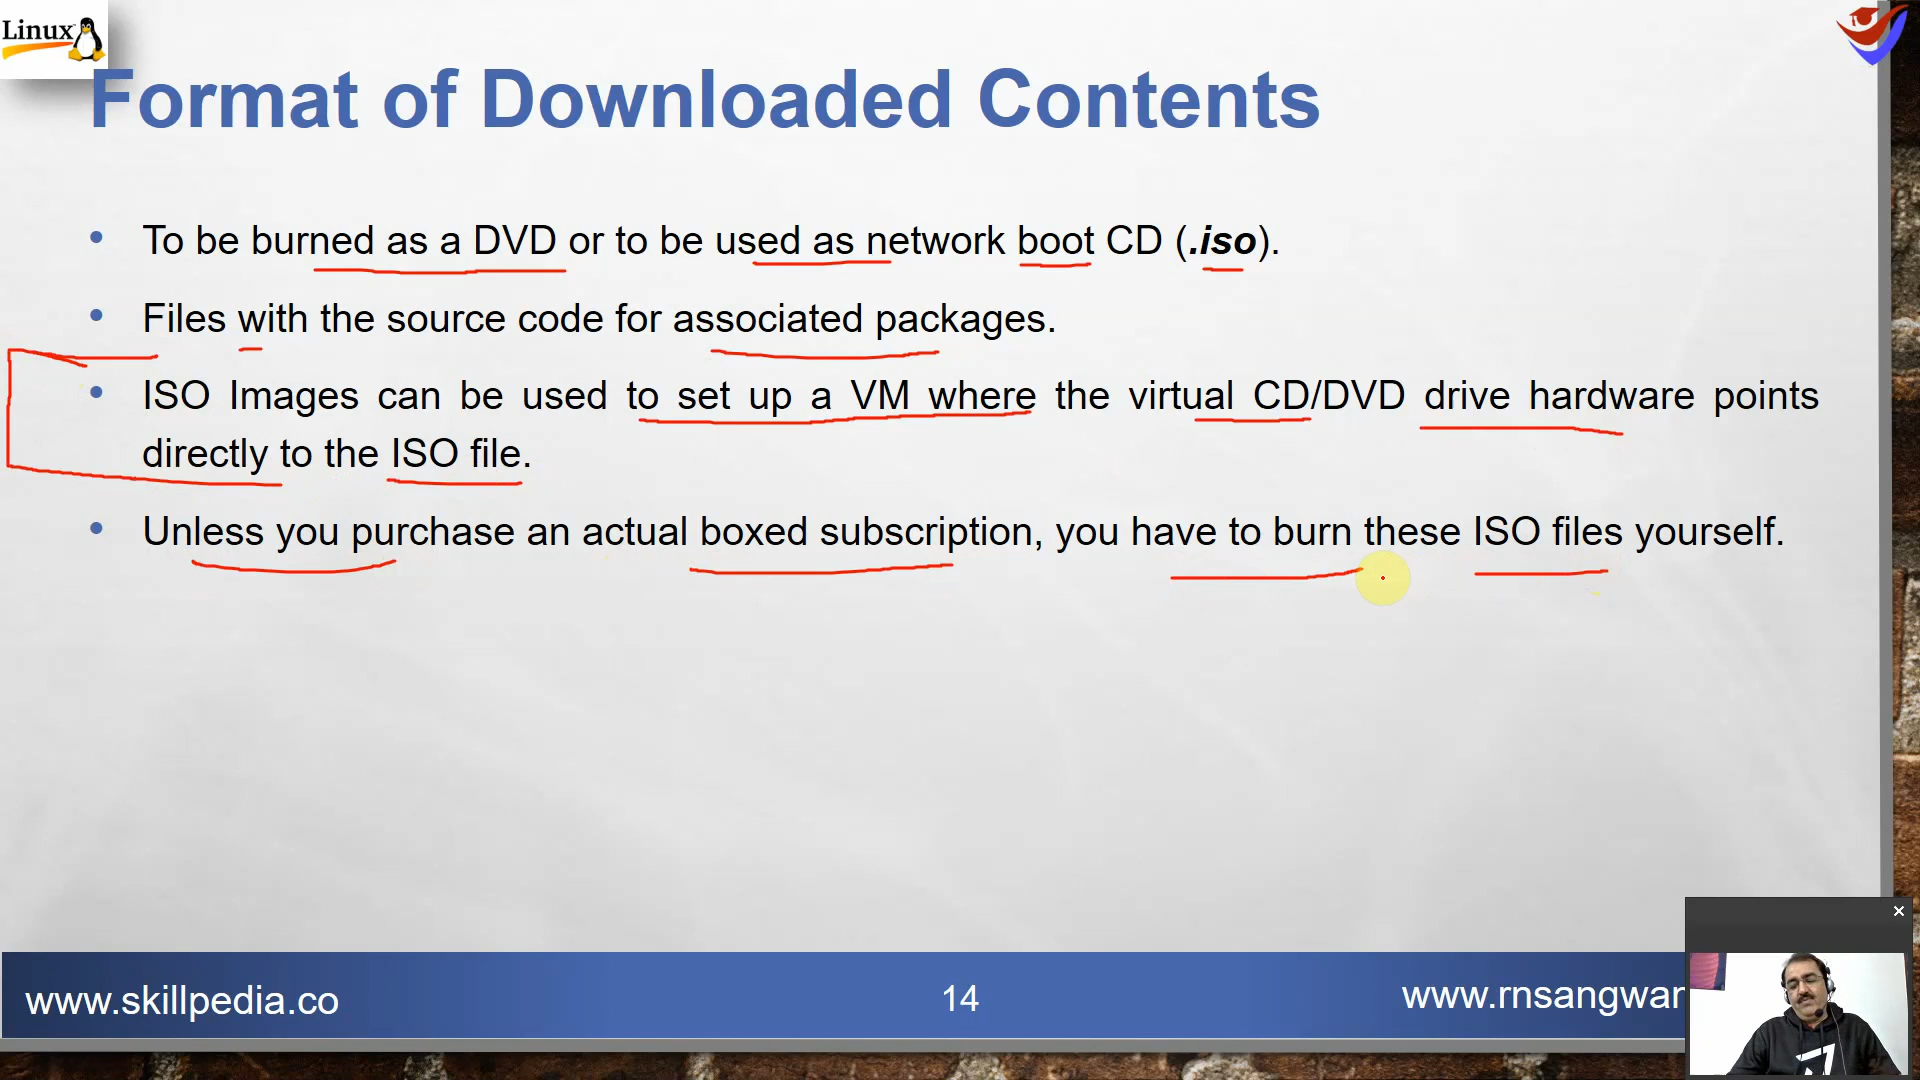 Linux
Format of Downloaded Contents
• To be burned as a DVD or to be used as network boot CD (.iso).
• Files with the source code for associated packages.
• ISO Images can be used to set up a VM where the virtual CD/DVD drive hardware points
directly to the ISO file.
• Unless you purchase an actual boxed subscription, you have to burn these ISO files yourself.
www.skillpedia.co
14
www.rnsangwan